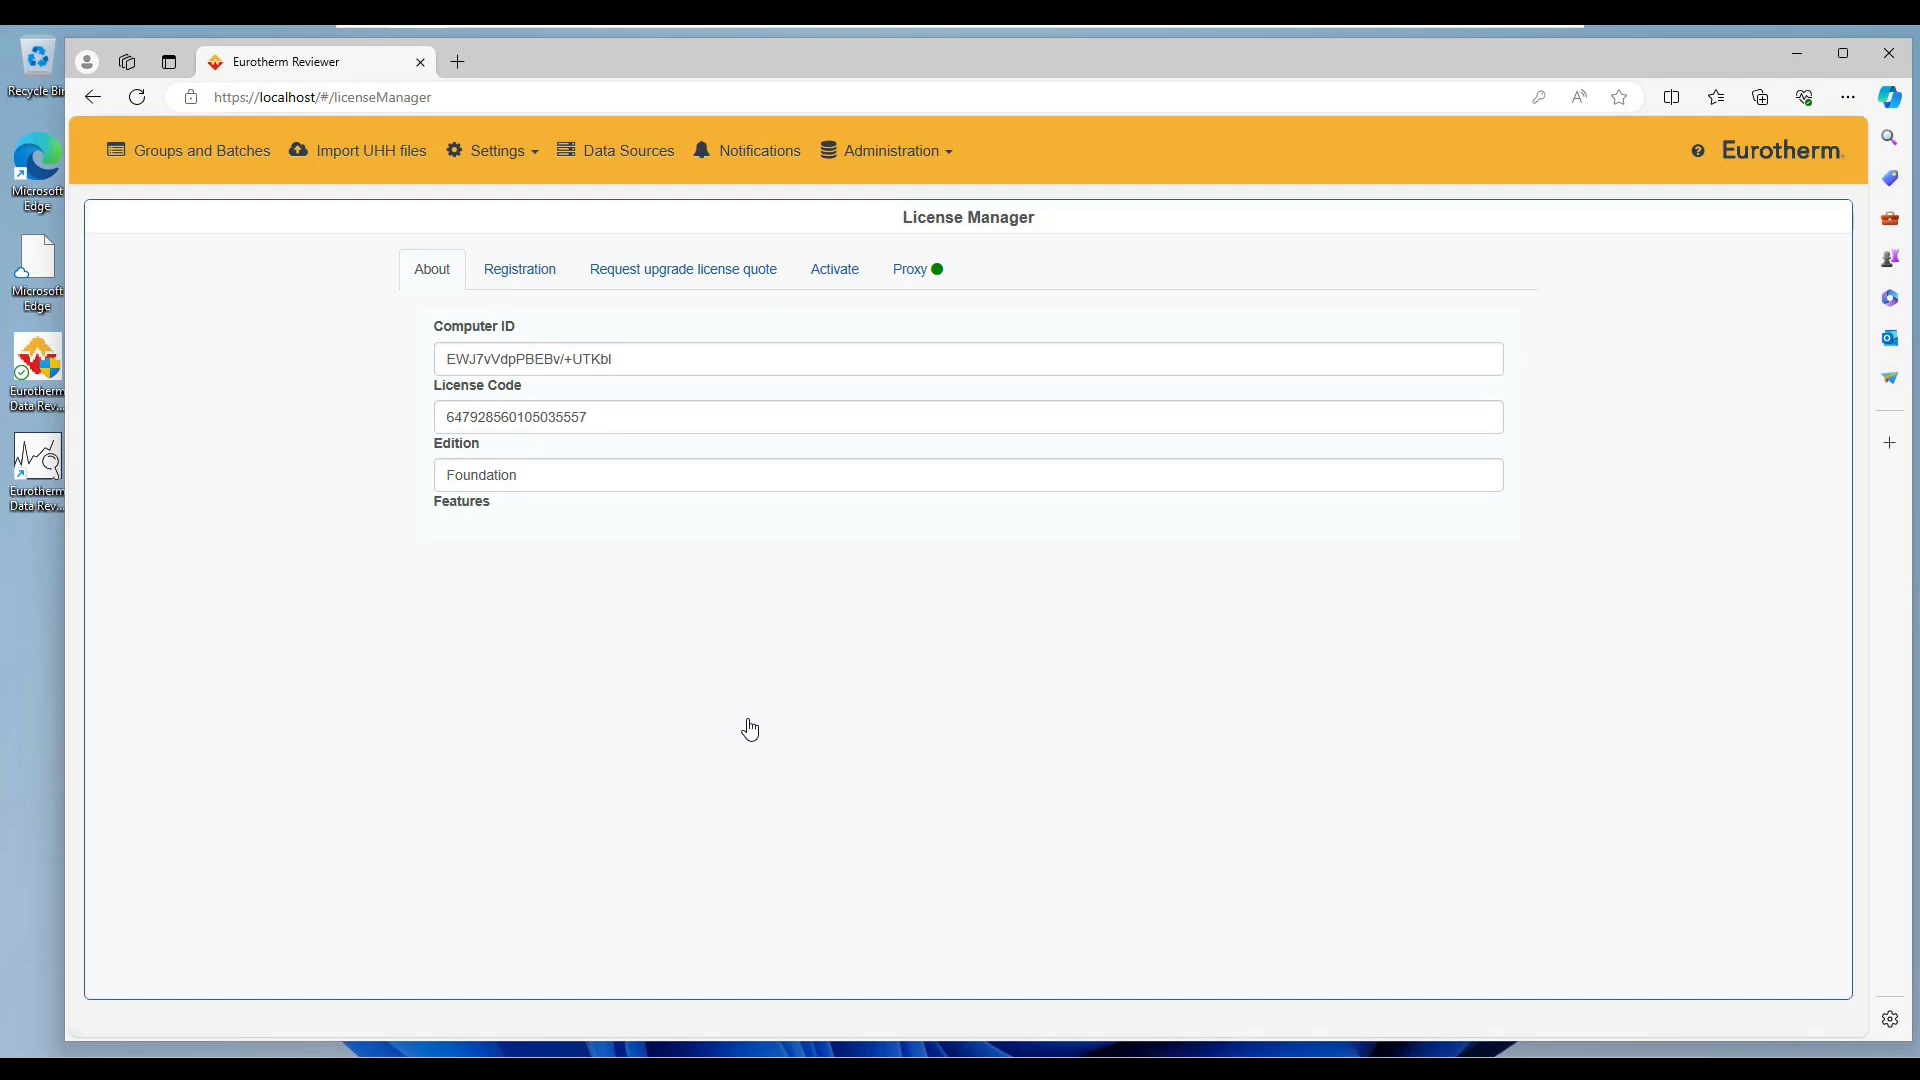 Recycle Bin
Microsoft
Edge
Microsoft
Edge
Eurotherm
Data Rev...
Eurotherm
Data Rev...
Eurotherm Reviewer
https://localhost/#/licenseManager
Groups and Batches
Import UHH files
Settings
Data Sources
Notifications
Administration
Eurotherm.
License Manager
About
Registration
Request upgrade license quote
Activate
Proxy
Computer ID
EWJ7vVdpPBEBv/+UTKbI
License Code
647928560105035557
Edition
Foundation
Features